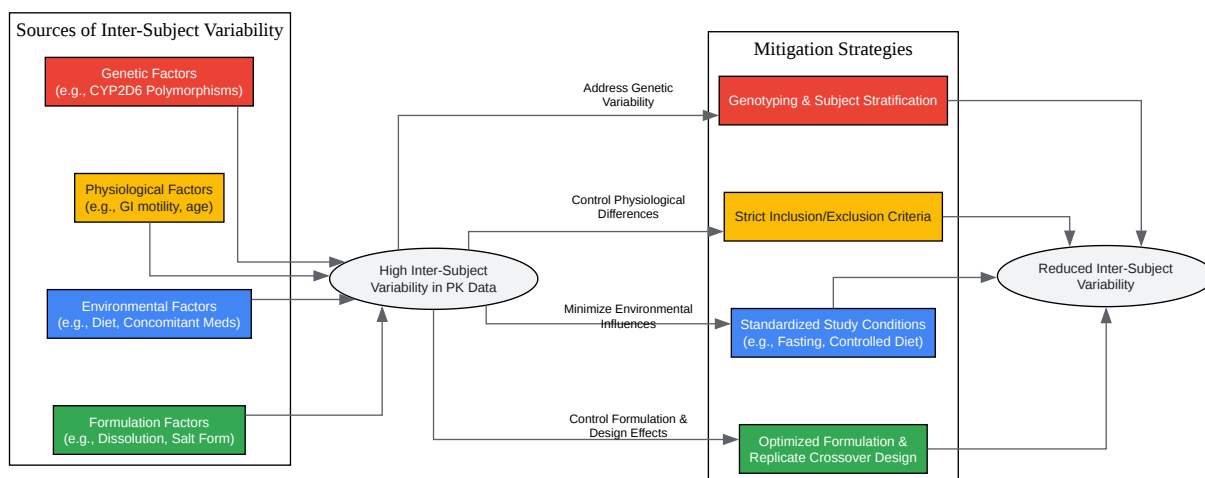 Sources of Inter-Subject Variability
Genetic Factors
(e.g., CYP2D6 Polymorphisms)
Physiological Factors
(e.g., GI motility, age)
Environmental Factors
(e.g., Diet, Concomitant Meds)
Formulation Factors
(e.g., Dissolution, Salt Form)
High Inter-Subject
Variability in PK Data
Address Genetic
Variability
Control Physiological
Differences
Minimize Environmental
Influences
Control Formulation &
Design Effects
Mitigation Strategies
Genotyping & Subject Stratification
Strict Inclusion/Exclusion Criteria
Standardized Study Conditions
(e.g., Fasting, Controlled Diet)
Optimized Formulation &
Replicate Crossover Design
Reduced Inter-Subject
Variability